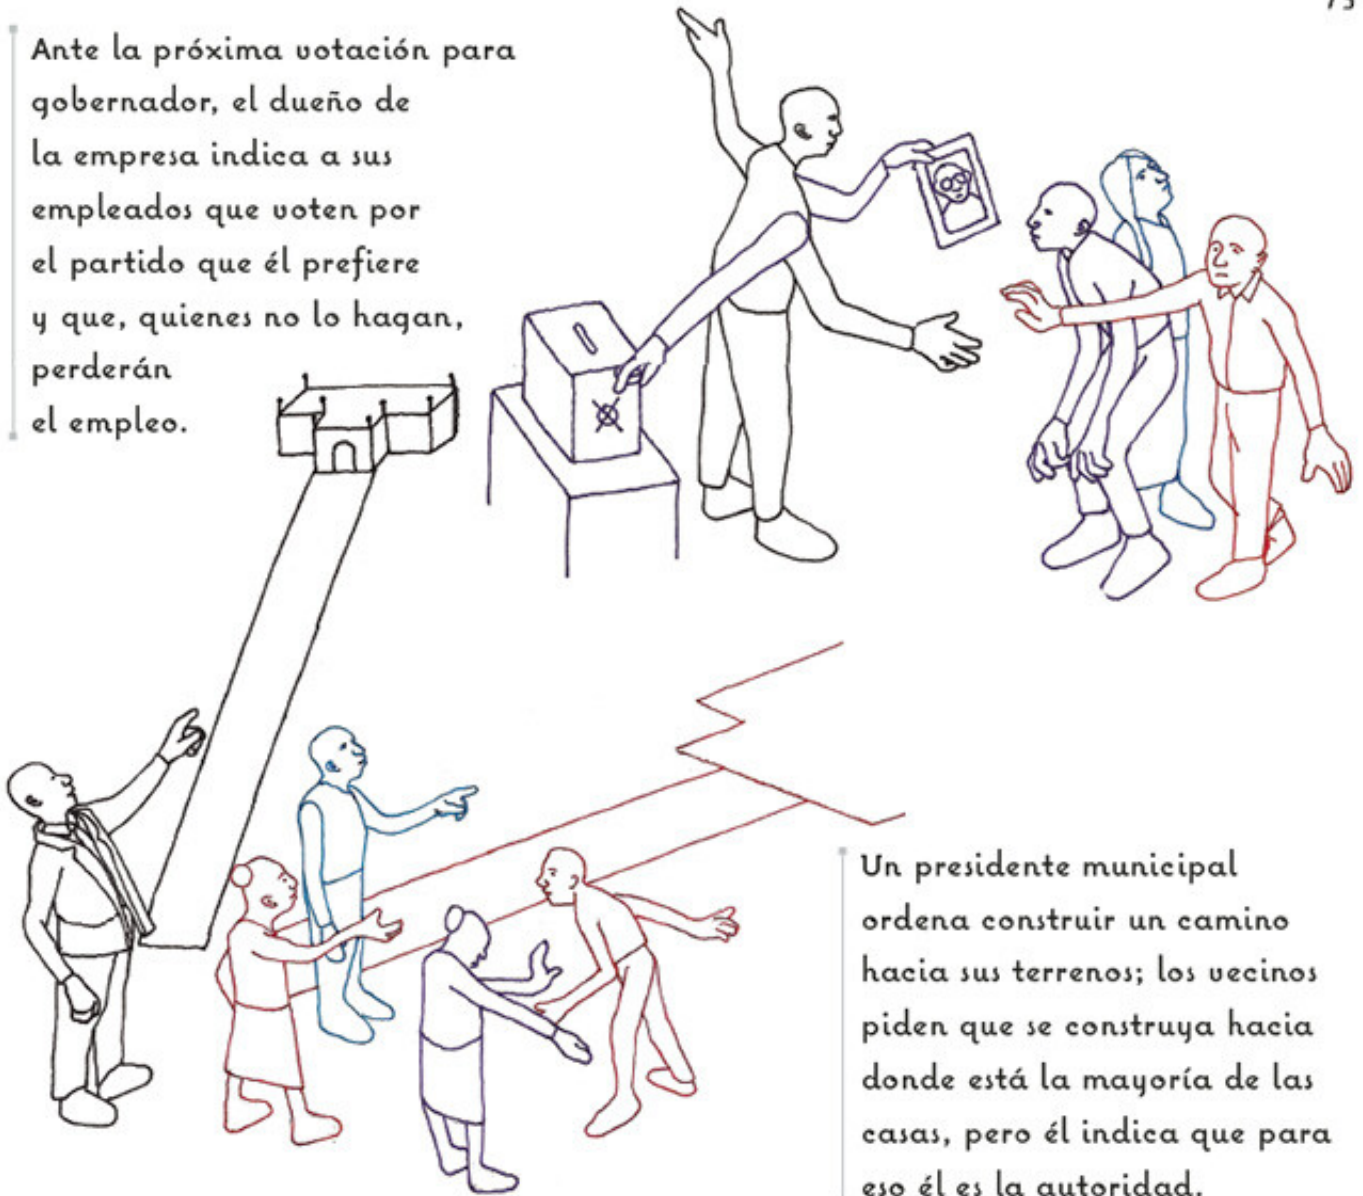 Ante la próxima votación para
gobernador, el dueño de
la empresa indica a sus
empleados que voten por
el partido que él prefiere
y que, quienes no lo hagan,
perderán
el empleo.
Un presidente municipal
ordena construir un camino
hacia sus terrenos; los vecinos
piden que se construya hacia
donde está la mayoría de las
casas, pero él indica que para
eso él es la autoridad.